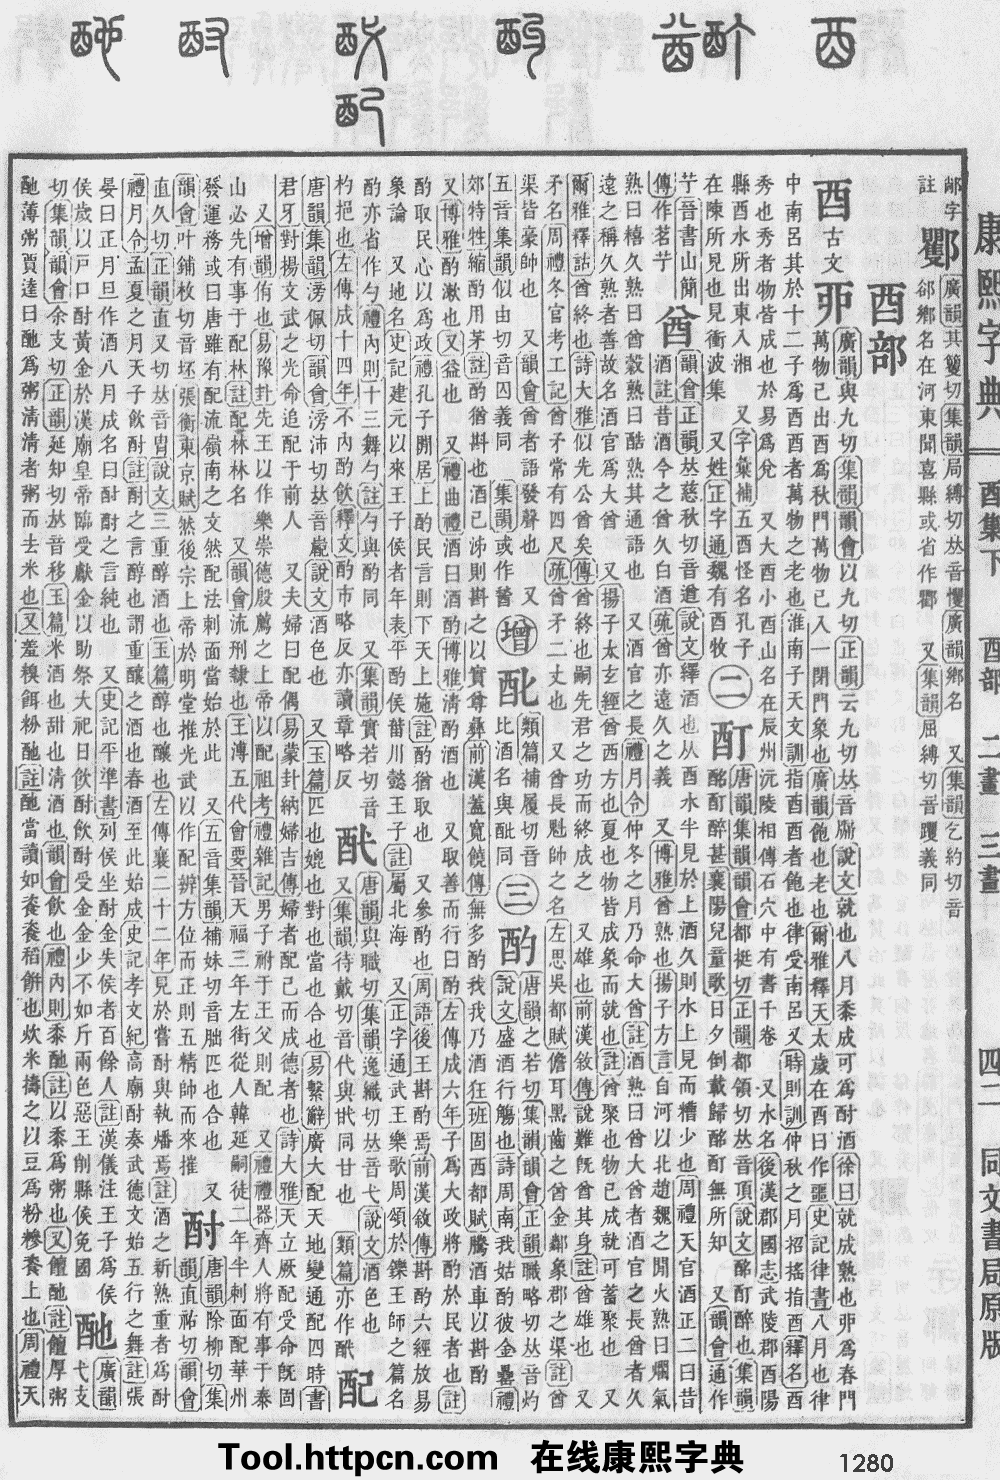 酉
康熙字典 酉集下 酉部 二畫 三畫 四二 同文書局原版
鄖字
註
酉部
廣韻其籰切集韻局縛切𠀤音戄廣韻鄉名 又集韻乞約切音
郤鄉名在河東聞喜縣或省作𨟠 又集韻屈縛切音躩義同
酉古文丣
廣韻與九切集韻韻會以九切正韻云九切𠀤音牖說文就也八月黍成可爲酎酒徐曰就成熟也丣爲春門
萬物已出酉爲秋門萬物已入一閉門象也廣韻飽也老也爾雅釋天太歲在酉曰作噩史記律書八月也律
中南呂其於十二子爲酉酉者萬物之老也淮南子天文訓指酉酉者飽也律受南呂又時則訓仲秋之月招搖指酉釋名酉
秀也秀者物皆成也於易爲兌 又大酉小酉山名在辰州沅陵相傳石穴中有書千卷 又水名後漢郡國志武陵郡酉陽
縣酉水所出東入湘 又字彙補五酉怪名孔子
在陳所見也見衝波集 又姓正字通魏有酉牧
二
酊
唐韻集韻韻會都挺切正韻都領切𠀤音頂說文酩酊醉也集韻
酩酊醉甚襄陽兒童歌日夕倒載歸酩酊無所知 又韻會通作
艼晉書山簡
傳作茗艼
酋
韻會正韻𠀤慈秋切音遒說文繹酒也从酉水半見於上酒久則水上見而糟少也周禮天官酒正二曰昔
酒註昔酒今之酋久白酒疏酋亦遠久之義 又博雅酋熟也揚子方言自河以北趙魏之閒火熟曰爛氣
熟曰糦久熟曰酋穀熟曰酷熟其通語也 又酒官之長禮月令仲冬之月乃命大酋註酒熟曰酋大酋者酒官之長酋者久
遠之稱久熟者善故名酒官爲大酋 又揚子太玄經酋西方也夏也物皆成象而就也註酋聚也物已成就可蓄聚也 又
爾雅釋詁酋終也詩大雅似先公酋矣傳酋終也嗣先君之功而終成之 又雄也前漢敘傳說難旣酋其身註酋雄也 又
矛名周禮冬官考工記酋矛常有四尺疏酋矛二丈也 又酋長魁帥之名左思吳都賦儋耳黑齒之酋金鄰象郡之渠註酋
渠皆豪帥也 又韻會酋者語發聲也 又
五音集韻似由切音囚義同 集韻或作㽕
增
酏
類篇補履切音
比酒名與酏同
三
酌
唐韻之若切集韻韻會正韻職略切𠀤音灼
說文盛酒行觴也詩周南我姑酌彼金罍禮
郊特牲縮酌用茅註酌猶斟也酒已泲則斟之以實尊彝前漢蓋寬饒傳無多酌我我乃酒狂班固西都賦騰酒車以斟酌
又博雅酌漱也 又益也 又禮曲禮酒曰清酌博雅清酌酒也 又取善而行曰酌左傳成六年子爲大政將酌於民者也註
酌取民心以爲政禮孔子閒居上酌民言則下天上施註酌猶取也 又參酌也周語後王斟酌焉前漢敘傳斟酌六經放易
象論 又地名史記建元以來王子侯者年表平酌侯菑川懿王子註屬北海 又正字通武王樂歌周頌於鑠王師之篇名
酌亦省作勺禮內則十三舞勺註勺與酌同 又集韻實若切音
杓挹也左傳成十四年不內酌飲釋文酌市略反亦讀章略反
酖
唐韻與職切集韻逸織切𠀤音弋說文酒色也
又集韻待戴切音代與甙同甘也 類篇亦作𨠜
配
唐韻集韻滂佩切韻會滂沛切𠀤音嶏說文酒色也 又玉篇匹也媲也對也當也合也易繫辭廣大配天地變通配四時書
君牙對揚文武之光命追配于前人 又夫婦曰配偶易蒙封納婦吉傳婦者配已而成德者也詩大雅天立厥配受命旣固
又增韻侑也易豫卦先王以作樂崇德殷薦之上帝以配祖考禮雜記男子祔于王父則配 又禮禮器齊人將有事于泰
山必先有事于配林註配林林名 又韻會流刑隸也王溥五代會要晉天福三年左街從人韓延嗣徒二年半刺面配華州
發運務或曰唐雖有配流嶺南之文然配法刺面當始於此 又五音集韻補妹切音朏匹也合也 又
韻會叶鋪枚切音坯張衡東京賦然後宗上帝於明堂推光武以作配辨方位而正則五精帥而來摧
酎
唐韻除柳切集
韻直祐切韻會
直久切正韻直又切𠀤音胄說文三重醇酒也玉篇醇也釀也左傳襄二十二年見於嘗酎與執燔焉註酒之新熟重者爲酎
禮月令孟夏之月天子飲酎註酎之言醇也謂重釀之酒也春酒至此始成史記孝文紀高廟酎奏武德文始五行之舞註張
晏曰正月旦作酒八月成名曰酎酎之言純也 又史記平準書列侯坐酎金失侯者百餘人註漢儀注王子爲侯
侯歲以戸口酎黃金於漢廟皇帝臨受獻金以助祭大祀日飲酎飲酎受金金少不如斤兩色惡王削縣侯免國
酏
廣韻
弋支
切集韻韻會余支切正韻延知切𠀤音移玉篇米酒也甜也清酒也韻會飲也禮內則黍酏註以黍爲粥也又饘酏註饘厚粥
酏薄粥賈逵曰酏爲粥清清者粥而去米也又羞糗餌粉酏註酏當讀如餈餈稻餅也炊米擣之以豆爲粉糝餈上也周禮天
Tool.httpcn.com 在线康熙字典
1280